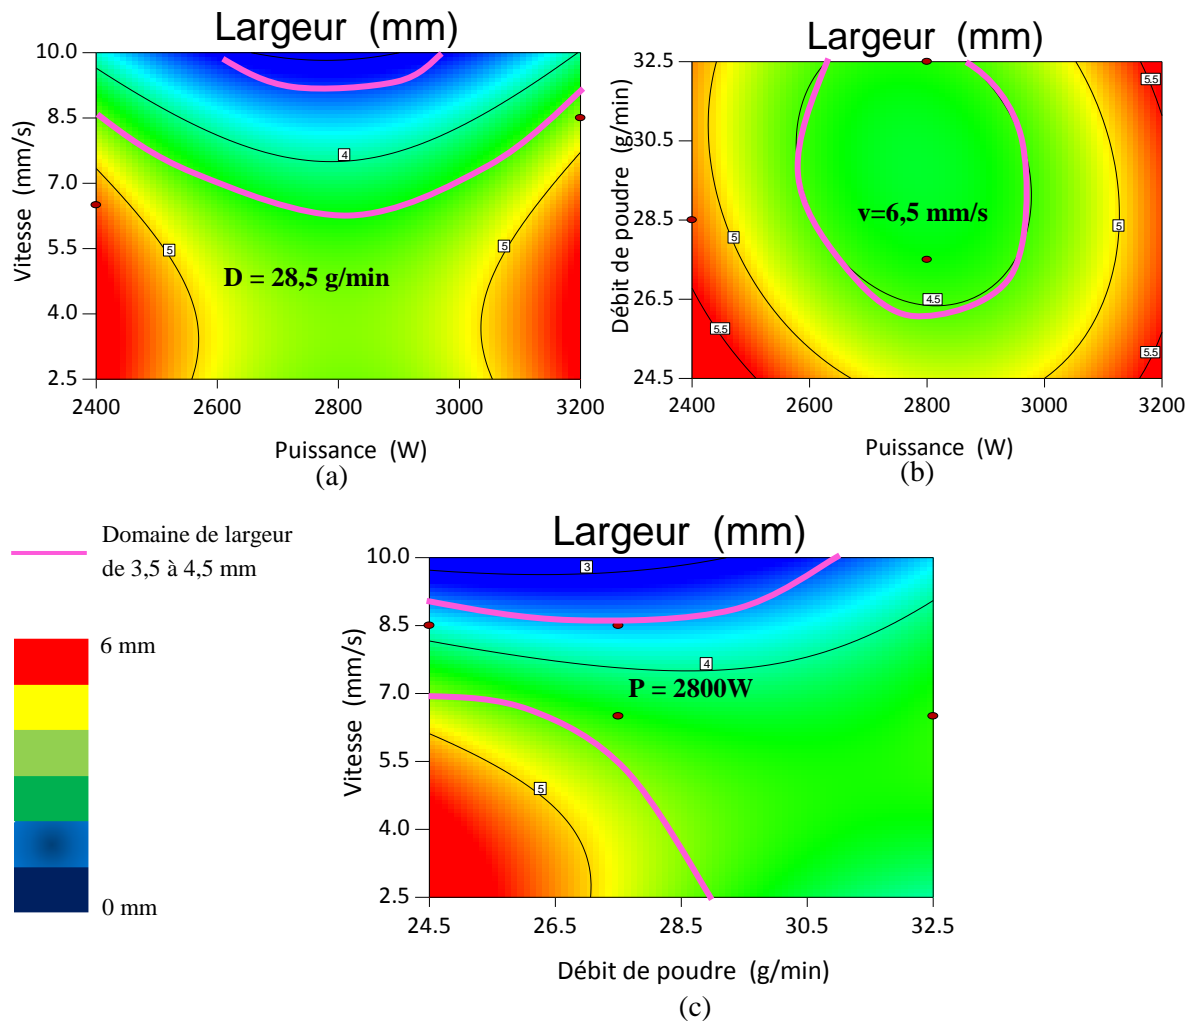 Largeur (mm)
10.0
8.5
7.0
5.5
4.0
2.5
Vitesse (mm/s)
4
5
5
D = 28,5 g/min
2400
2600
2800
3000
3200
Puissance (W)
(a)
Largeur (mm)
32.5
30.5
28.5
26.5
24.5
Débit de poudre (g/min)
5.5
v=6,5 mm/s
5
5
4.5
5.5
5.5
2400
2600
2800
3000
3200
Puissance (W)
(b)
Domaine de largeur
de 3,5 à 4,5 mm
6 mm
0 mm
Largeur (mm)
10.0
8.5
7.0
5.5
4.0
2.5
Vitesse (mm/s)
3
4
P = 2800W
5
24.5
26.5
28.5
30.5
32.5
Débit de poudre (g/min)
(c)